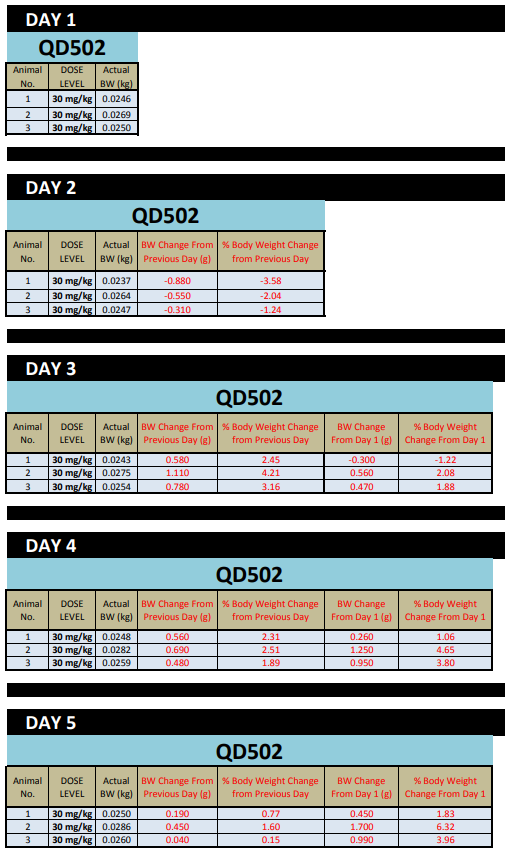 DAY 1
QD502
Animal No. DOSE LEVEL Actual BW (kg)
1 30 mg/kg 0.0246
2 30 mg/kg 0.0269
3 30 mg/kg 0.0250
DAY 2
QD502
Animal No. DOSE LEVEL Actual BW (kg) BW Change From Previous Day (g) % Body Weight Change from Previous Day
1 30 mg/kg 0.0237 -0.880 -3.58
2 30 mg/kg 0.0264 -0.550 -2.04
3 30 mg/kg 0.0247 -0.310 -1.24
DAY 3
QD502
Animal No. DOSE LEVEL Actual BW (kg) BW Change From Previous Day (g) % Body Weight Change from Previous Day BW Change From Day 1 (g) % Body Weight Change From Day 1
1 30 mg/kg 0.0243 0.580 2.45 -0.300 -1.22
2 30 mg/kg 0.0275 1.110 4.21 0.560 2.08
3 30 mg/kg 0.0254 0.780 3.16 0.470 1.88
DAY 4
QD502
Animal No. DOSE LEVEL Actual BW (kg) BW Change From Previous Day (g) % Body Weight Change from Previous Day BW Change From Day 1 (g) % Body Weight Change From Day 1
1 30 mg/kg 0.0248 0.560 2.31 0.260 1.06
2 30 mg/kg 0.0282 0.690 2.51 1.250 4.65
3 30 mg/kg 0.0259 0.480 1.89 0.950 3.80
DAY 5
QD502
Animal No. DOSE LEVEL Actual BW (kg) BW Change From Previous Day (g) % Body Weight Change from Previous Day BW Change From Day 1 (g) % Body Weight Change From Day 1
1 30 mg/kg 0.0250 0.190 0.77 0.450 1.83
2 30 mg/kg 0.0286 0.450 1.60 1.700 6.32
3 30 mg/kg 0.0260 0.040 0.15 0.990 3.96